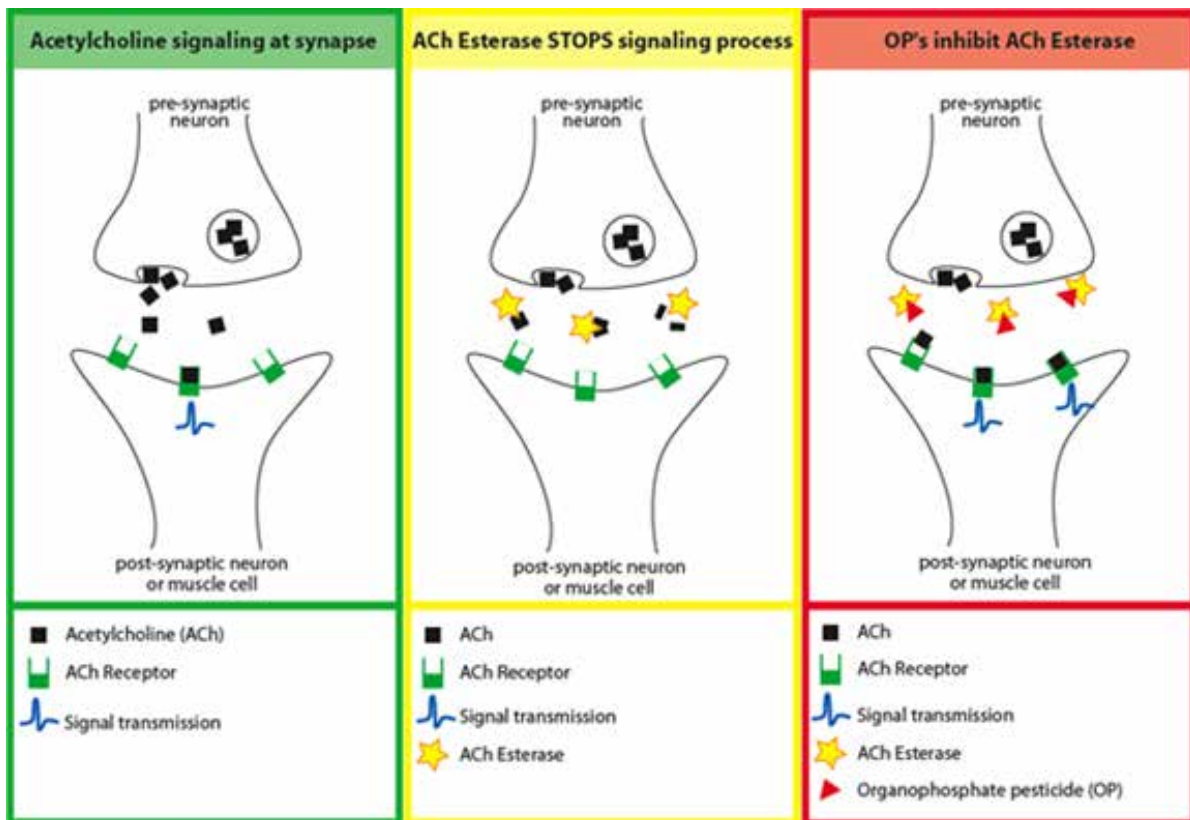 Acetylcholine signaling at synapse
pre-synaptic
neuron
post-synaptic neuron
or muscle cell
Acetylcholine (ACh)
ACh Receptor
Signal transmission
ACh Esterase STOPS signaling process
pre-synaptic
neuron
post-synaptic neuron
or muscle cell
ACh
ACh Receptor
Signal transmission
ACh Esterase
OP's inhibit ACh Esterase
pre-synaptic
neuron
post-synaptic neuron
or muscle cell
ACh
ACh Receptor
Signal transmission
ACh Esterase
Organophosphate pesticide (OP)